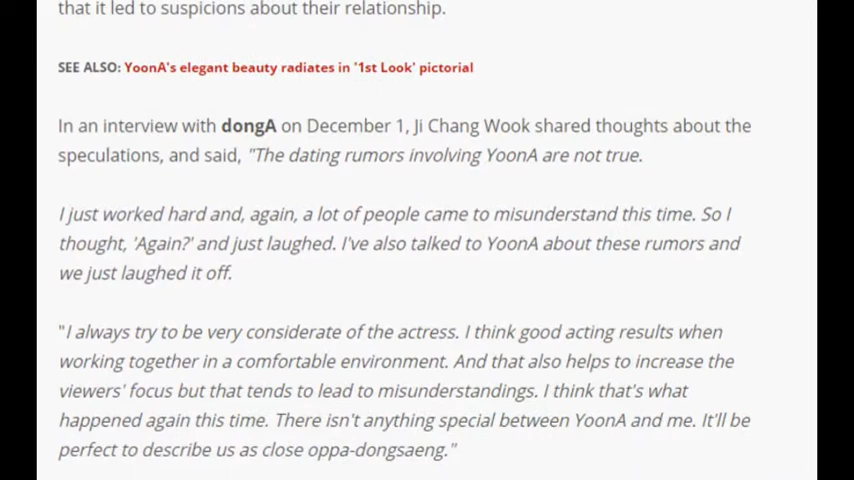 that it led to suspicions about their relationship.
SEE ALSO: YoonA's elegant beauty radiates in '1st Look' pictorial
In an interview with dongA on December 1, Ji Chang Wook shared thoughts about the
speculations, and said, "The dating rumors involving YoonA are not true.
I just worked hard and, again, a lot of people came to misunderstand this time. So I
thought, 'Again?' and just laughed. I've also talked to YoonA about these rumors and
we just laughed it off.
"I always try to be very considerate of the actress. I think good acting results when
working together in a comfortable environment. And that also helps to increase the
viewers' focus but that tends to lead to misunderstandings. I think that's what
happened again this time. There isn't anything special between YoonA and me. It'll be
perfect to describe us as close oppa-dongsaeng."